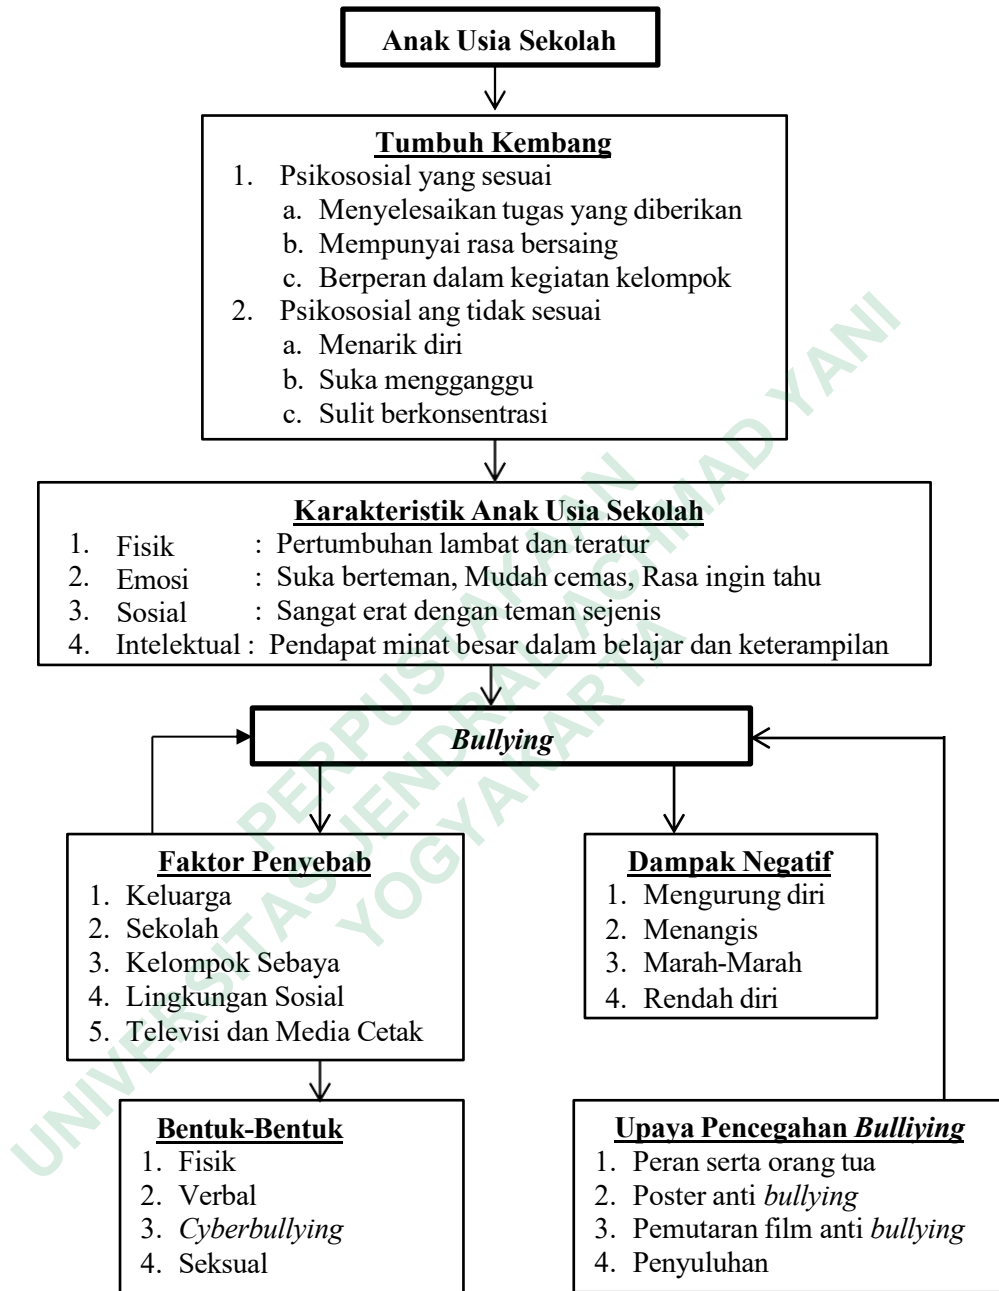 Anak Usia Sekolah
Tumbuh Kembang
1. Psikososial yang sesuai
a. Menyelesaikan tugas yang diberikan
b. Mempunyai rasa bersaing
c. Berperan dalam kegiatan kelompok
2. Psikososial ang tidak sesuai
a. Menarik diri
b. Suka mengganggu
c. Sulit berkonsentrasi
Karakteristik Anak Usia Sekolah
1. Fisik : Pertumbuhan lambat dan teratur
2. Emosi : Suka berteman, Mudah cemas, Rasa ingin tahu
3. Sosial : Sangat erat dengan teman sejenis
4. Intelektual : Pendapat minat besar dalam belajar dan keterampilan
Bullying
Faktor Penyebab
1. Keluarga
2. Sekolah
3. Kelompok Sebaya
4. Lingkungan Sosial
5. Televisi dan Media Cetak
Dampak Negatif
1. Mengurung diri
2. Menangis
3. Marah-Marah
4. Rendah diri
Bentuk-Bentuk
1. Fisik
2. Verbal
3. Cyberbullying
4. Seksual
Upaya Pencegahan Bulliying
1. Peran serta orang tua
2. Poster anti bullying
3. Pemutaran film anti bullying
4. Penyuluhan
PERPUSTAKAAN
UNIVERSITAS JENDRAL ACHMAD YANI
YOGYAKARTA